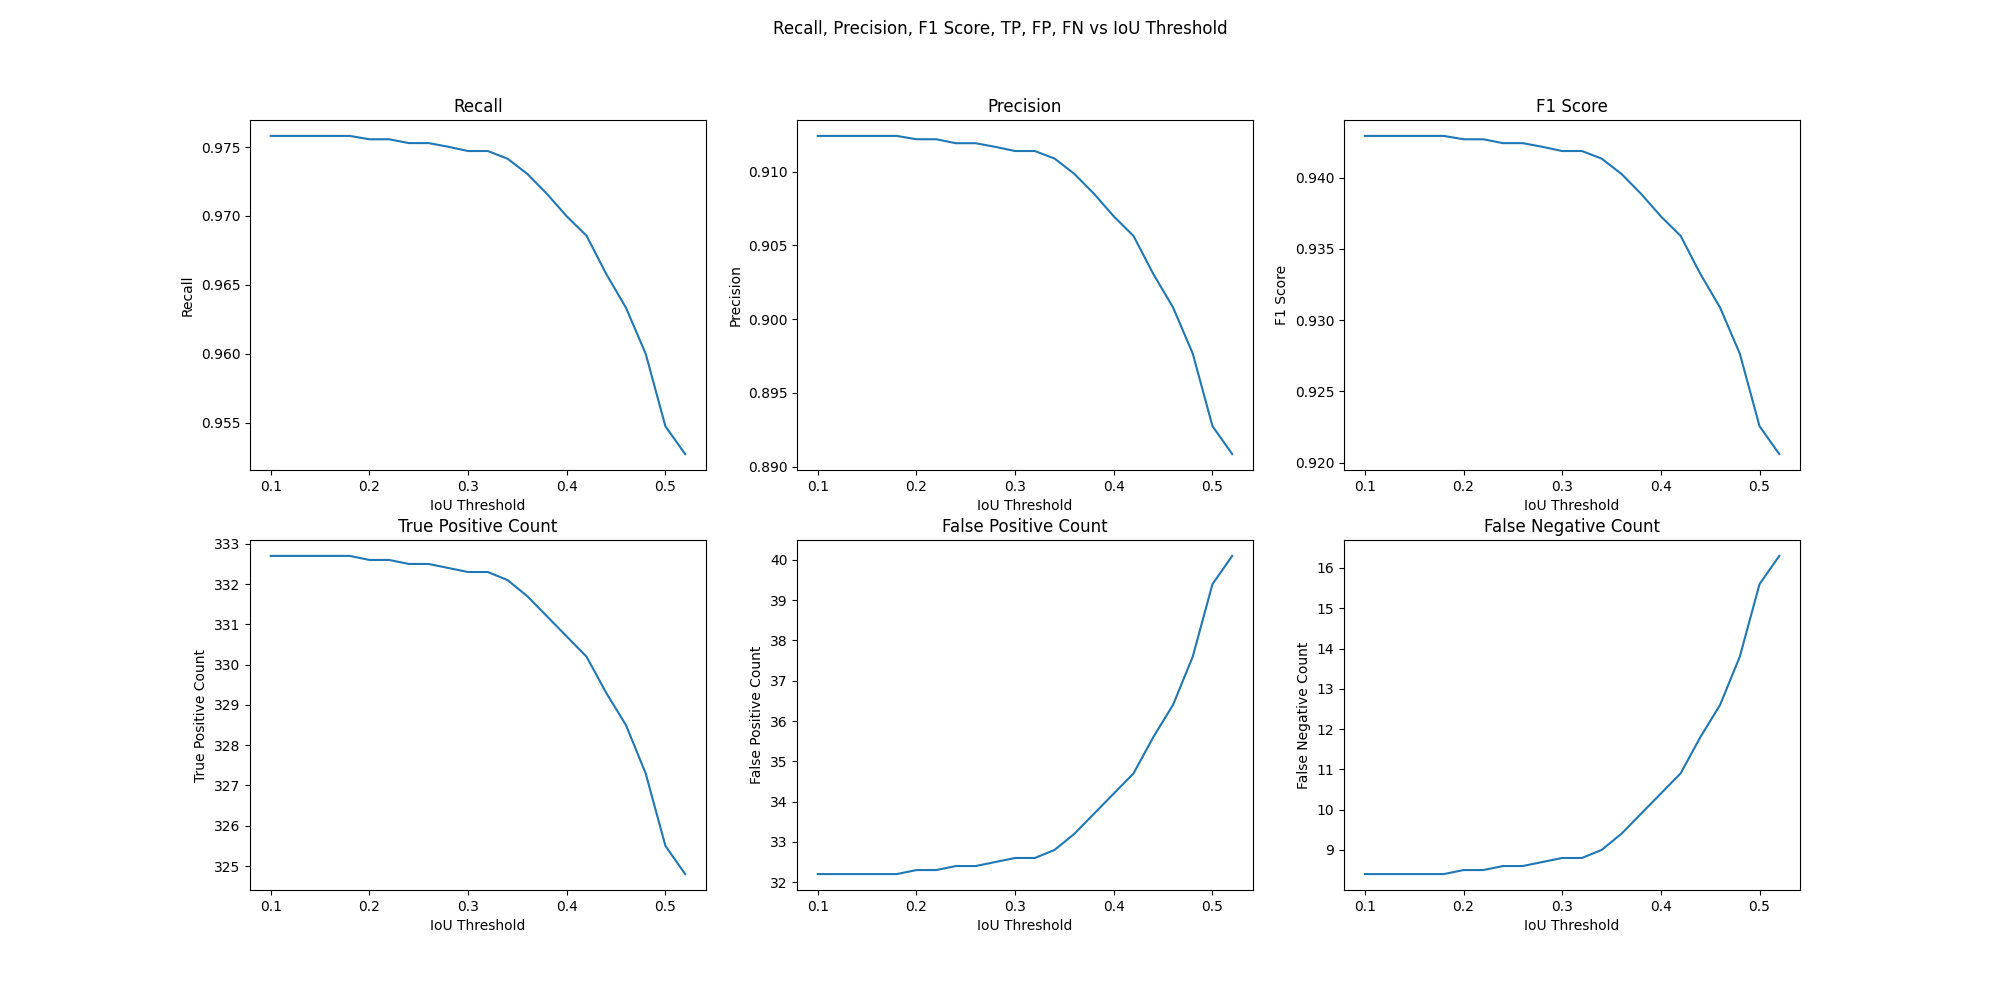 Recall, Precision, F1 Score, TP, FP, FN vs IoU Threshold
Recall
Recall
0.975
0.970
0.965
0.960
0.955
0.1 0.2 0.3 0.4 0.5
IoU Threshold
Precision
Precision
0.910
0.905
0.900
0.895
0.890
0.1 0.2 0.3 0.4 0.5
IoU Threshold
F1 Score
F1 Score
0.940
0.935
0.930
0.925
0.920
0.1 0.2 0.3 0.4 0.5
IoU Threshold
True Positive Count
True Positive Count
333
332
331
330
329
328
327
326
325
0.1 0.2 0.3 0.4 0.5
IoU Threshold
False Positive Count
False Positive Count
40
39
38
37
36
35
34
33
32
0.1 0.2 0.3 0.4 0.5
IoU Threshold
False Negative Count
False Negative Count
16
15
14
13
12
11
10
9
0.1 0.2 0.3 0.4 0.5
IoU Threshold